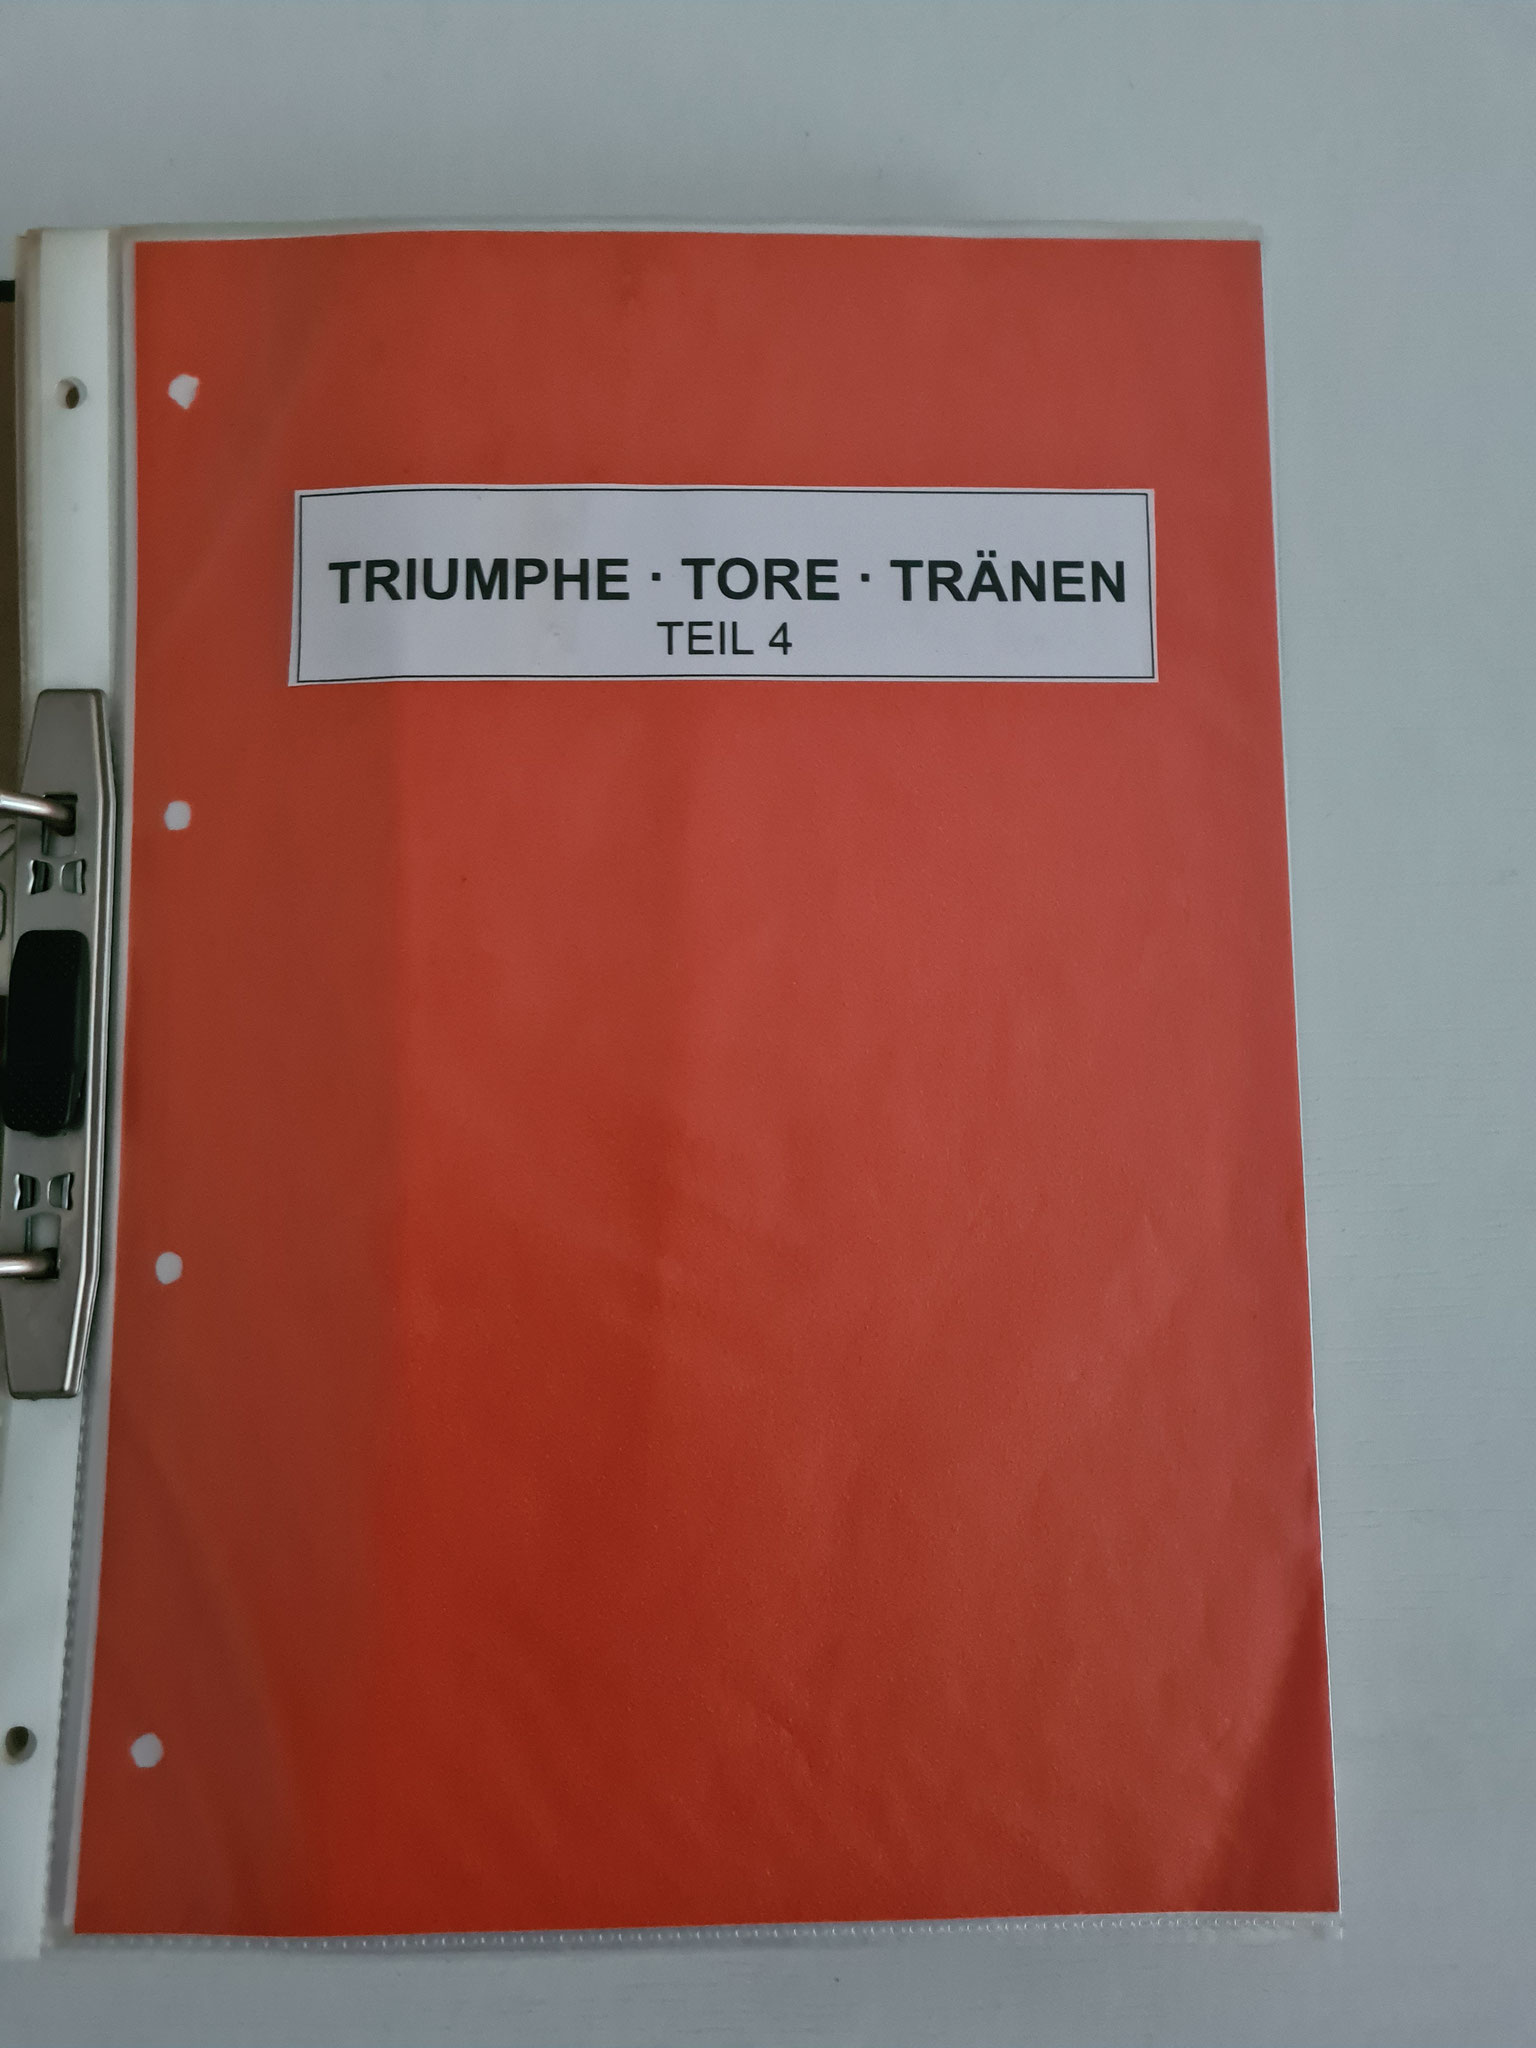 TRIUMPHE · TORE · TRÄNEN
TEIL 4